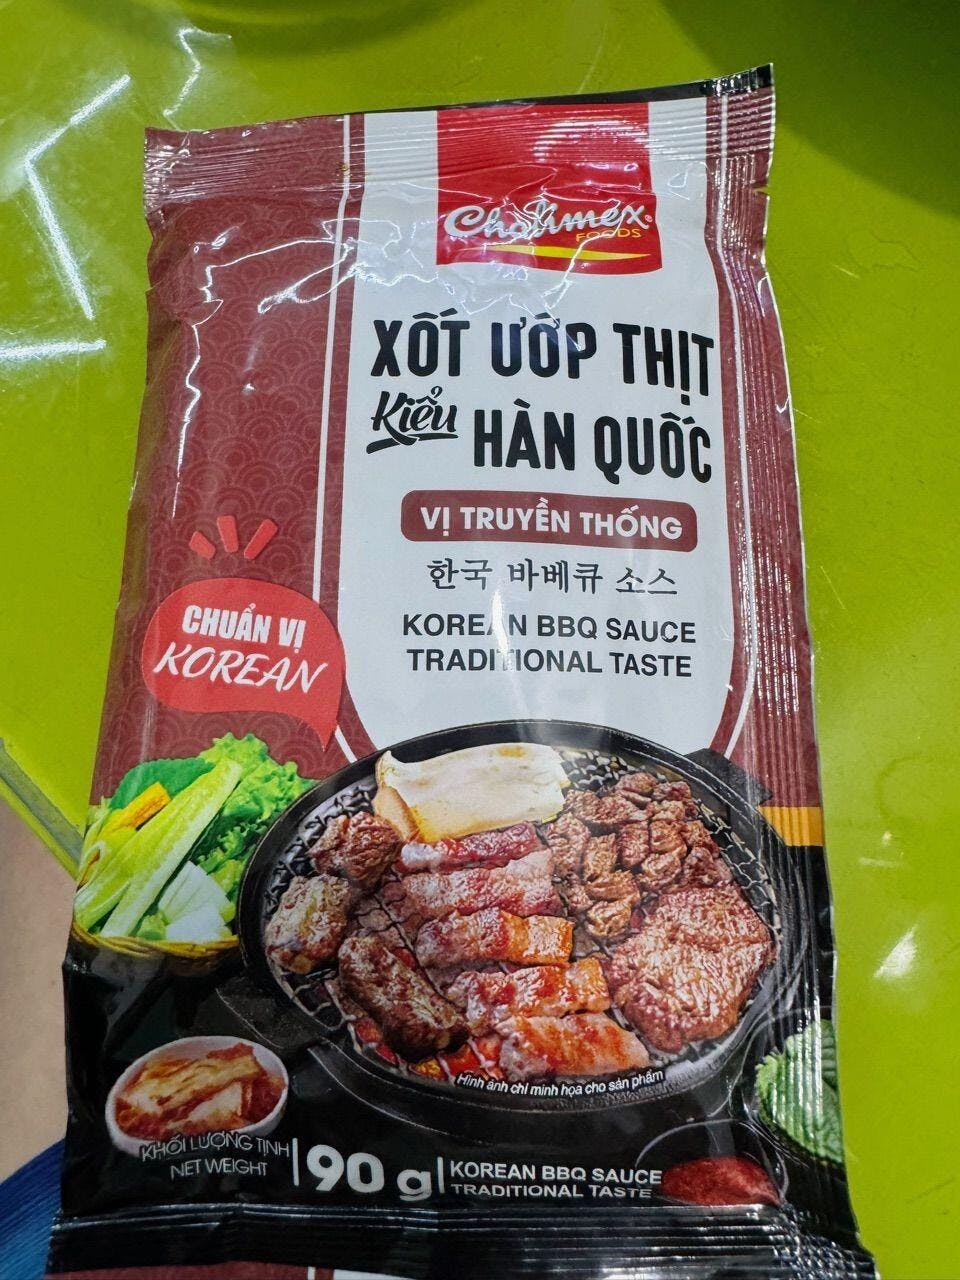 Cholimex
FOODS
XỐT ƯỚP THỊT
Kiểu HÀN QUỐC
VỊ TRUYỀN THỐNG
한국 바베큐 소스
KOREAN BBQ SAUCE
TRADITIONAL TASTE
CHUẨN VỊ
KOREAN
Hình ảnh chỉ minh họa cho sản phẩm
KHỐI LƯỢNG TỊNH
NET WEIGHT
90 g
KOREAN BBQ SAUCE
TRADITIONAL TASTE